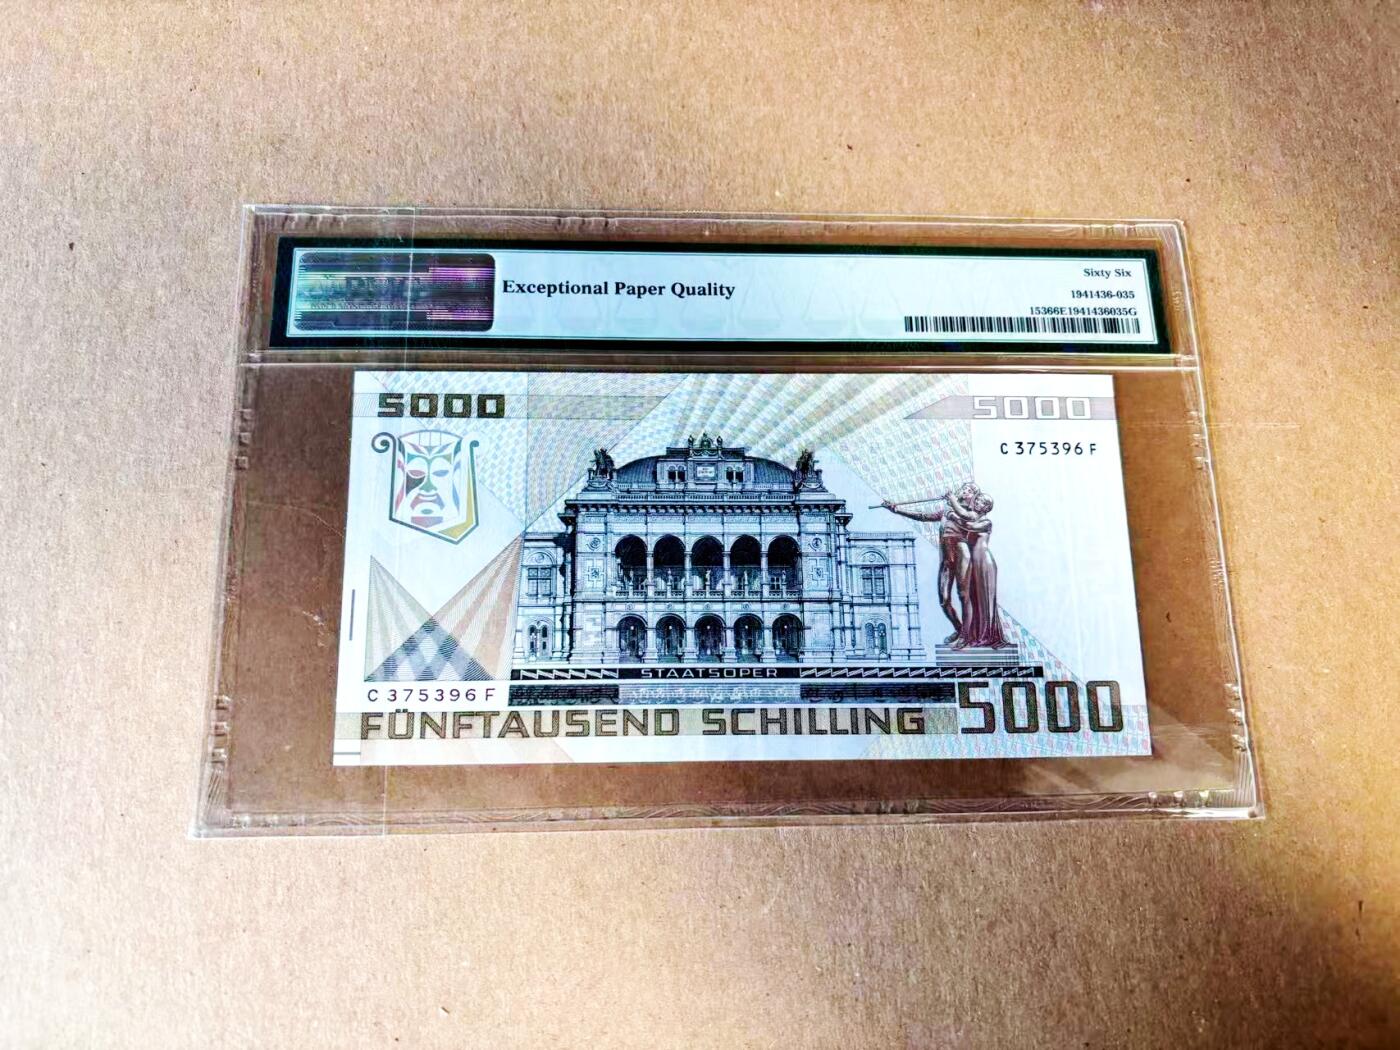 Exceptional Paper Quality
Sixty Six
1941436-035
15366E1941436035G
5000
5000
C 375396 F
STAATSOPER
C 375396 F
FÜNFTAUSEND SCHILLING 5000